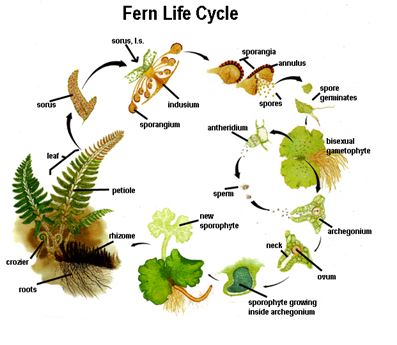 Fern Life Cycle
sorus, l.s.
sporangia
annulus
sorus
indusium
sporangium
spores
spore
germinates
antheridium
bisexual
gametophyte
leaf
petiole
sperm
archegonium
new
sporophyte
rhizome
neck
ovum
crozier
roots
sporophyte growing
inside archegonium